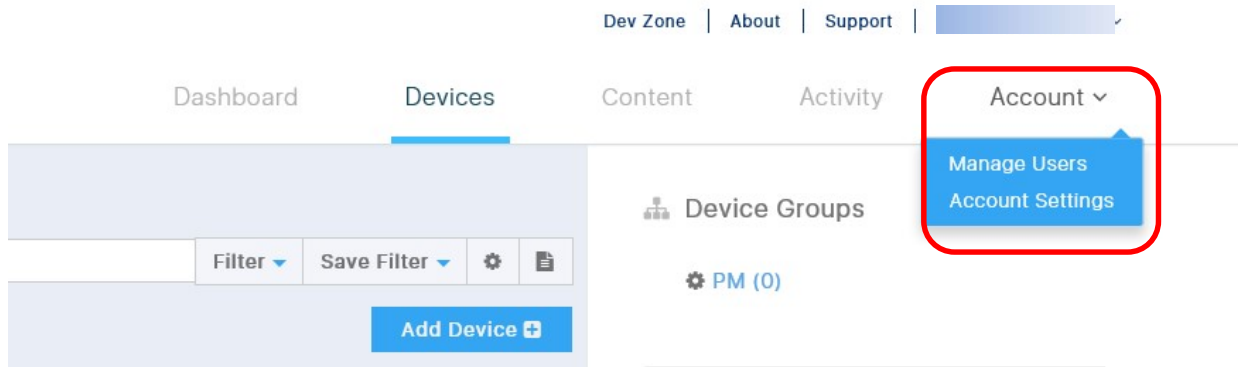 Dev Zone | About | Support |
Dashboard Devices Content Activity Account
Manage Users
Account Settings
Device Groups
Filter Save Filter
PM (0)
Add Device